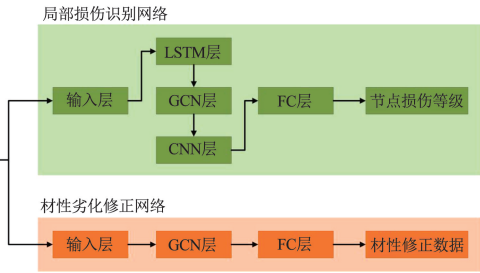 局部损伤识别网络
LSTM层
输入层
GCN层
FC层
节点损伤等级
CNN层
材性劣化修正网络
输入层
GCN层
FC层
材性修正数据